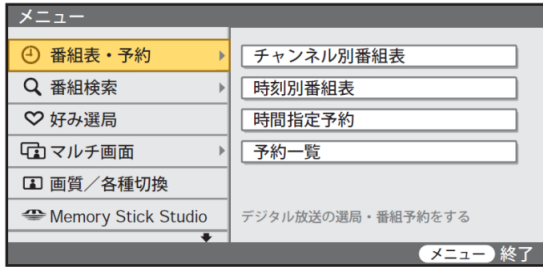 メニュー
番組表・予約
番組検索
好み選局
マルチ画面
画質／各種切換
Memory Stick Studio
チャンネル別番組表
時刻別番組表
時間指定予約
予約一覧
デジタル放送の選局・番組予約をする
メニュー 終了